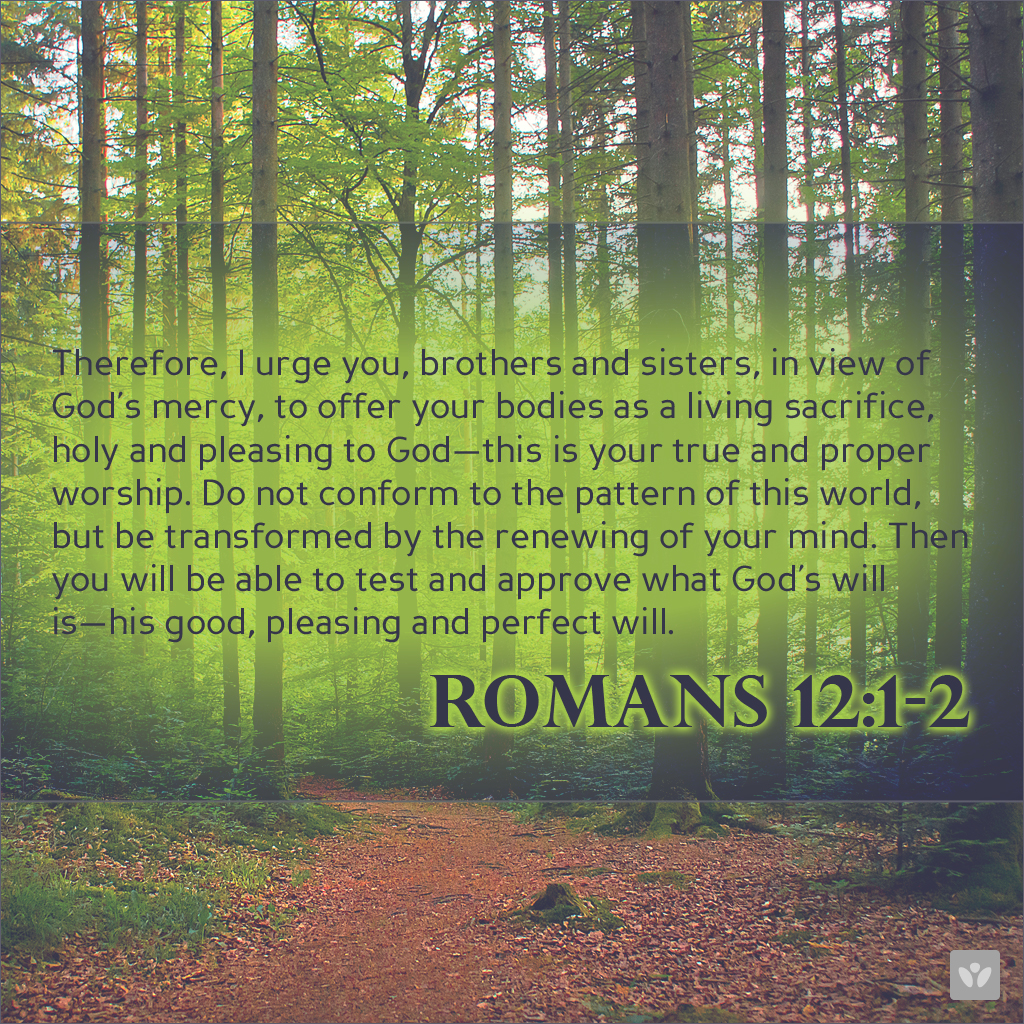 Therefore, I urge you, brothers and sisters, in view of
God's mercy, to offer your bodies as a living sacrifice,
holy and pleasing to God—this is your true and proper
worship. Do not conform to the pattern of this world,
but be transformed by the renewing of your mind. Then
you will be able to test and approve what God's will
is—his good, pleasing and perfect will.
ROMANS 12:1-2